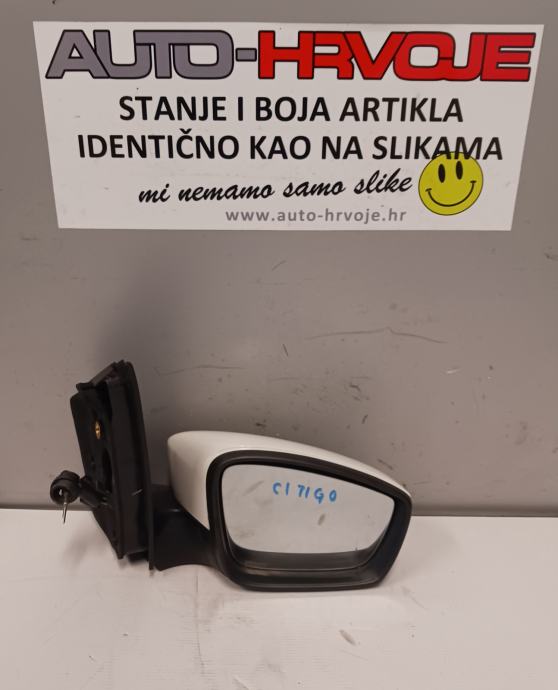 AUTO-HRVOJE
STANJE I BOJA ARTIKLA
IDENTIČNO KAO NA SLIKAMA
mi nemamo samo slike
www.auto-hrvoje.hr
CITIGO